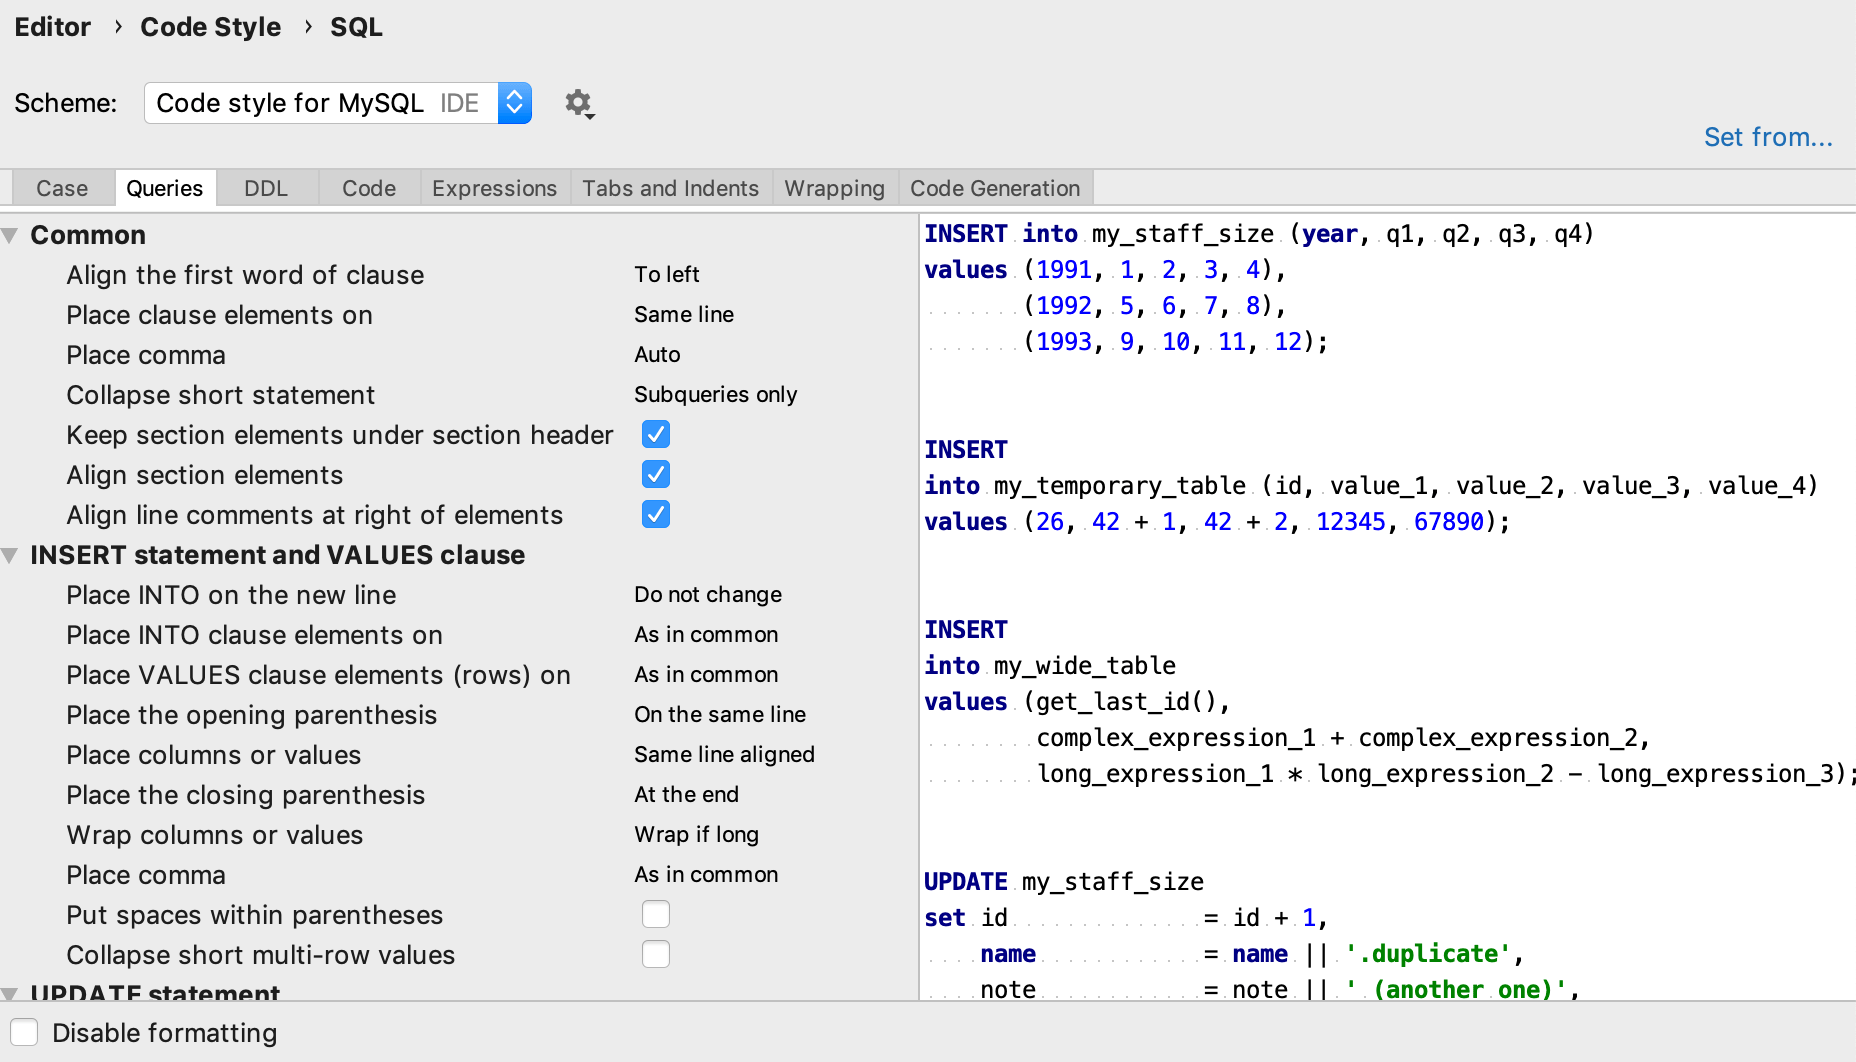 Editor › Code Style › SQL
Scheme: Code style for MySQL IDE
Set from...
Case Queries DDL Code Expressions Tabs and Indents Wrapping Code Generation
Common
Align the first word of clause To left
Place clause elements on Same line
Place comma Auto
Collapse short statement Subqueries only
Keep section elements under section header
Align section elements
Align line comments at right of elements
INSERT statement and VALUES clause
Place INTO on the new line Do not change
Place INTO clause elements on As in common
Place VALUES clause elements (rows) on As in common
Place the opening parenthesis On the same line
Place columns or values Same line aligned
Place the closing parenthesis At the end
Wrap columns or values Wrap if long
Place comma As in common
Put spaces within parentheses
Collapse short multi-row values
UPDATE statement
INSERT into my_staff_size (year, q1, q2, q3, q4)
values (1991, 1, 2, 3, 4),
(1992, 5, 6, 7, 8),
(1993, 9, 10, 11, 12);
INSERT
into my_temporary_table (id, value_1, value_2, value_3, value_4)
values (26, 42 + 1, 42 + 2, 12345, 67890);
INSERT
into my_wide_table
values (get_last_id(),
complex_expression_1 + complex_expression_2,
long_expression_1 * long_expression_2 - long_expression_3);
UPDATE my_staff_size
set id = id + 1,
name = name || '.duplicate',
note = note || ' (another one)',
Disable formatting